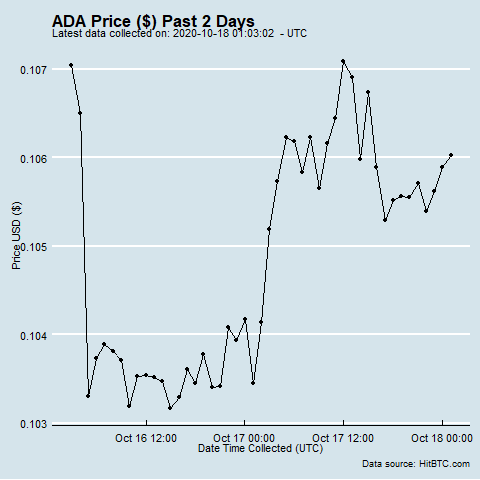 ADA Price ($) Past 2 Days
Latest data collected on: 2020-10-18 01:03:02 - UTC
0.107
0.106
0.105
0.104
0.103
Price USD ($)
Oct 16 12:00 Oct 17 00:00 Oct 17 12:00 Oct 18 00:00
Date Time Collected (UTC)
Data source: HitBTC.com